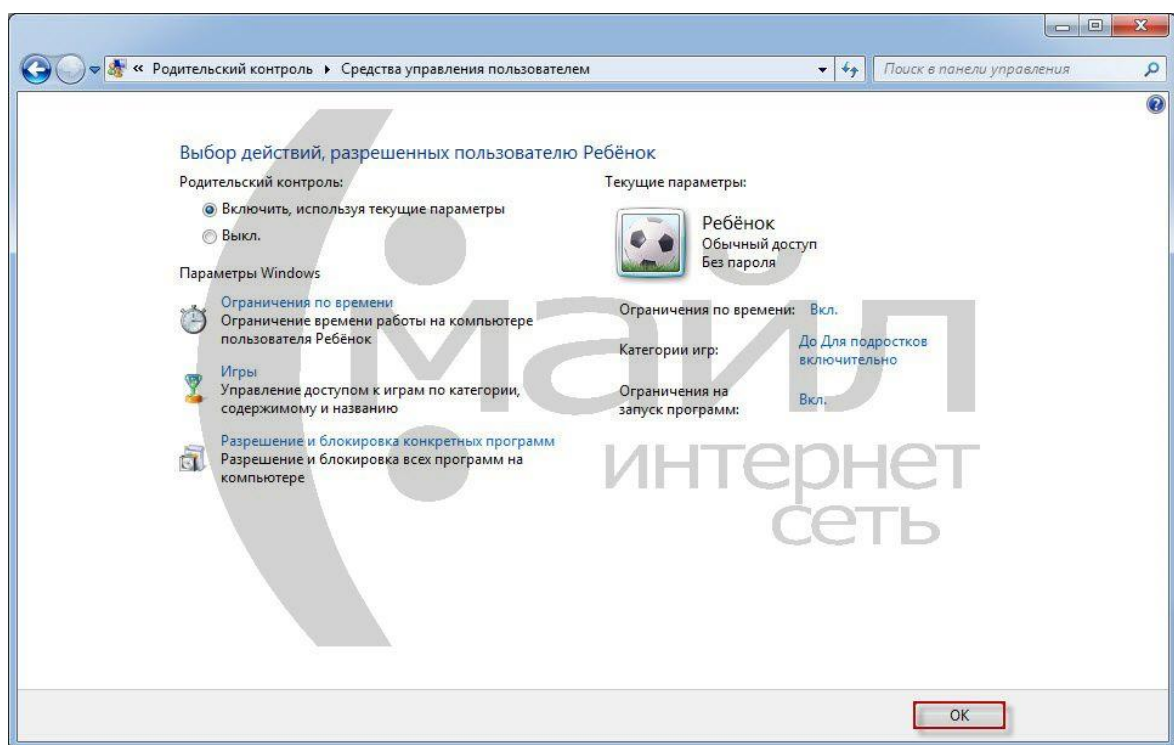 « Родительский контроль ▸ Средства управления пользователем
Поиск в панели управления
Выбор действий, разрешенных пользователю Ребёнок
Родительский контроль:
Включить, используя текущие параметры
Выкл.
Параметры Windows
Ограничения по времени
Ограничение времени работы на компьютере
пользователя Ребёнок
Игры
Управление доступом к играм по категории,
содержимому и названию
Разрешение и блокировка конкретных программ
Разрешение и блокировка всех программ на
компьютере
Текущие параметры:
Ребёнок
Обычный доступ
Без пароля
Ограничения по времени: Вкл.
Категории игр: До Для подростков
включительно
Ограничения на
запуск программ: Вкл.
(:майл
интернет
сеть
OK